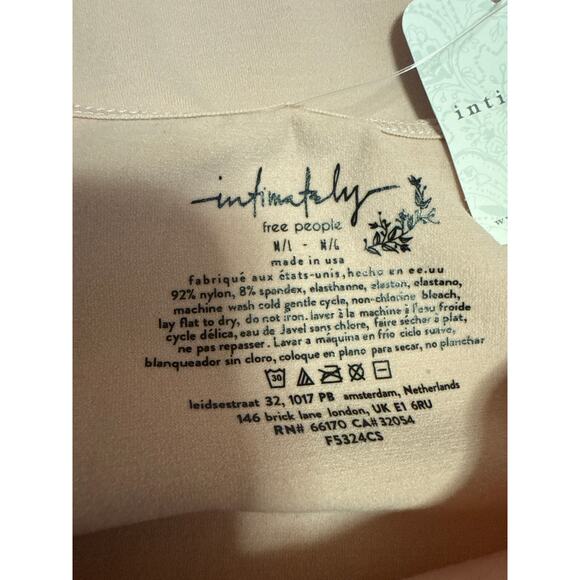 intimately
free people
M/L - M/G
made in usa
fabriqué aux états-unis, hecho en ee.uu
92% nylon, 8% spandex, elasthanne, elastan, elastano,
machine wash cold gentle cycle, non-chlorine bleach,
lay flat to dry, do not iron. laver à la machine à l'eau froide
cycle délica, eau de Javel sans chlore, faire sécher à plat,
ne pas repasser. Lavar a máquina en frío ciclo suave,
blanqueador sin cloro, coloque en plano para secar, no planchar
30
leidsestraat 32, 1017 PB amsterdam, Netherlands
146 brick lane london, UK E1 6RU
RN# 66170 CA#32054
F5324CS
inti